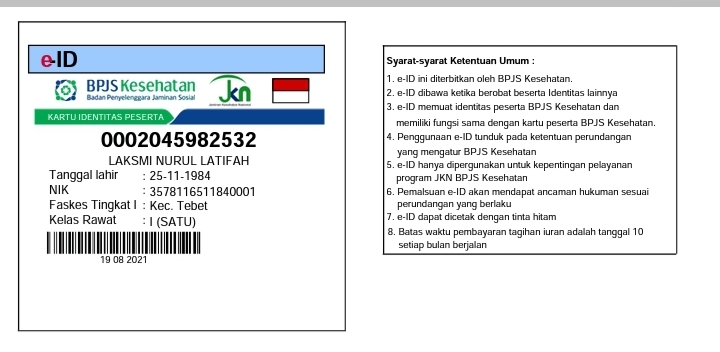 e-ID
BPJS Kesehatan
Badan Penyelenggara Jaminan Sosial
jkn
Jaminan Kesehatan Nasional
KARTU IDENTITAS PESERTA
0002045982532
LAKSMI NURUL LATIFAH
Tanggal lahir : 25-11-1984
NIK : 3578116511840001
Faskes Tingkat I : Kec. Tebet
Kelas Rawat : I (SATU)
19 08 2021
Syarat-syarat Ketentuan Umum :
1. e-ID ini diterbitkan oleh BPJS Kesehatan.
2. e-ID dibawa ketika berobat beserta Identitas lainnya
3. e-ID memuat identitas peserta BPJS Kesehatan dan
memiliki fungsi sama dengan kartu peserta BPJS Kesehatan.
4. Penggunaan e-ID tunduk pada ketentuan perundangan
yang mengatur BPJS Kesehatan
5. e-ID hanya dipergunakan untuk kepentingan pelayanan
program JKN BPJS Kesehatan
6. Pemalsuan e-ID akan mendapat ancaman hukuman sesuai
perundangan yang berlaku
7. e-ID dapat dicetak dengan tinta hitam
8. Batas waktu pembayaran tagihan iuran adalah tanggal 10
setiap bulan berjalan